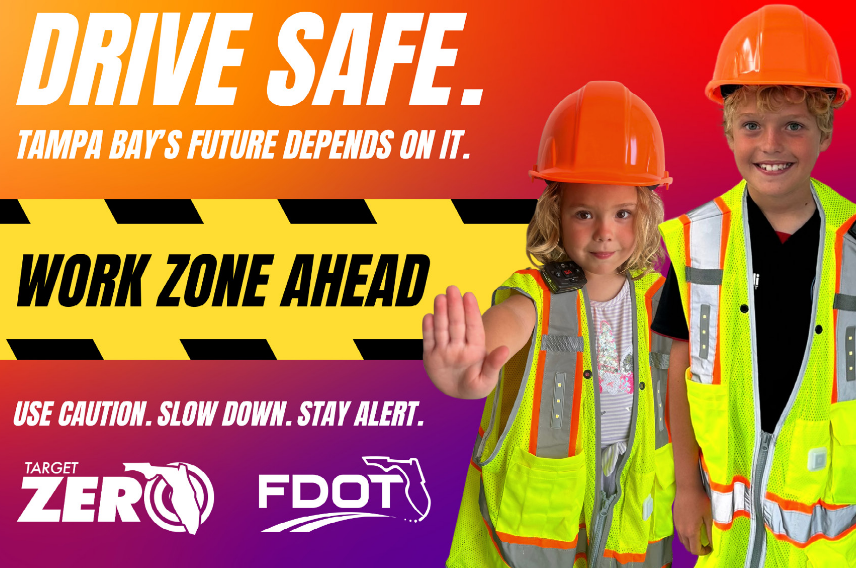 DRIVE SAFE.
TAMPA BAY'S FUTURE DEPENDS ON IT.
WORK ZONE AHEAD
USE CAUTION. SLOW DOWN. STAY ALERT.
TARGET
ZERO
FDOT